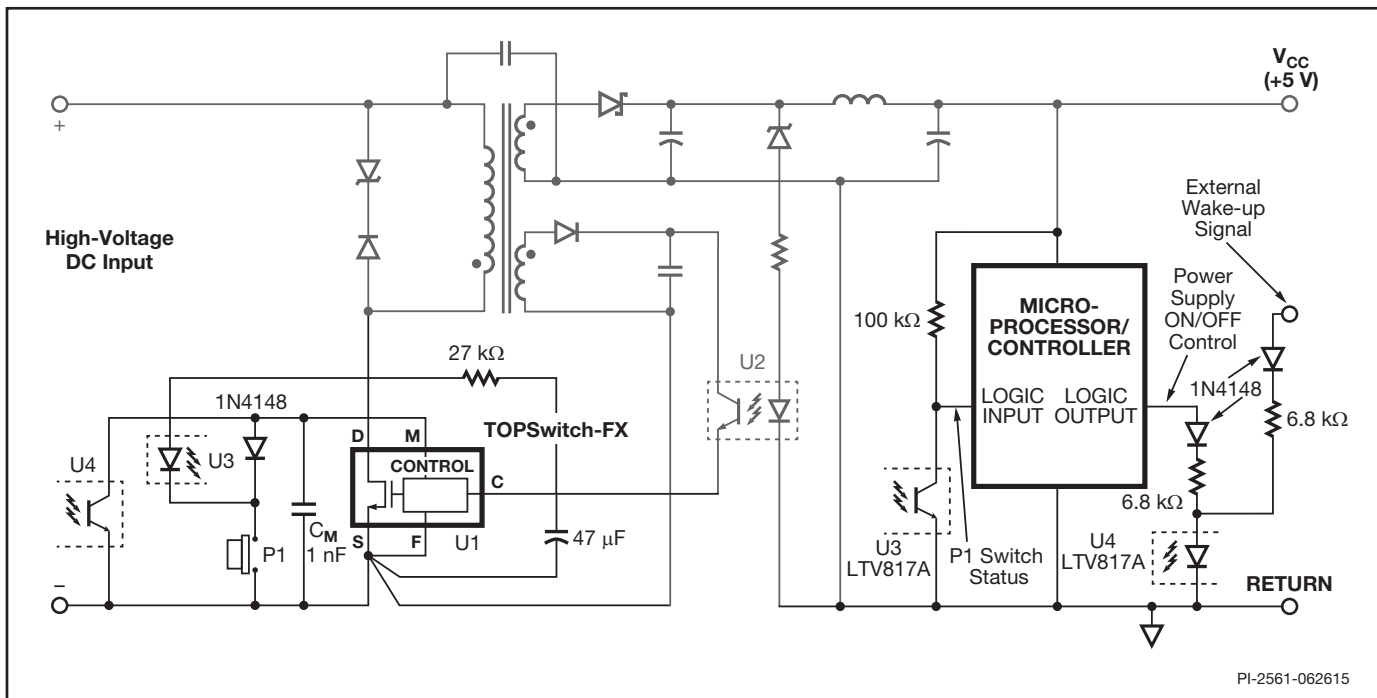 V_CC
(+5 V)
+
High-Voltage
DC Input
External
Wake-up
Signal
Power
Supply
ON/OFF
Control
MICRO-
PROCESSOR/
CONTROLLER
100 kΩ
27 kΩ
U2
1N4148
LOGIC
INPUT
LOGIC
OUTPUT
1N4148
6.8 kΩ
TOPSwitch-FX
D
M
CONTROL
C
U4
U3
6.8 kΩ
C_M
1 nF
P1
S
F
U1
47 µF
U3
LTV817A
P1 Switch
Status
U4
LTV817A
RETURN
−
PI-2561-062615